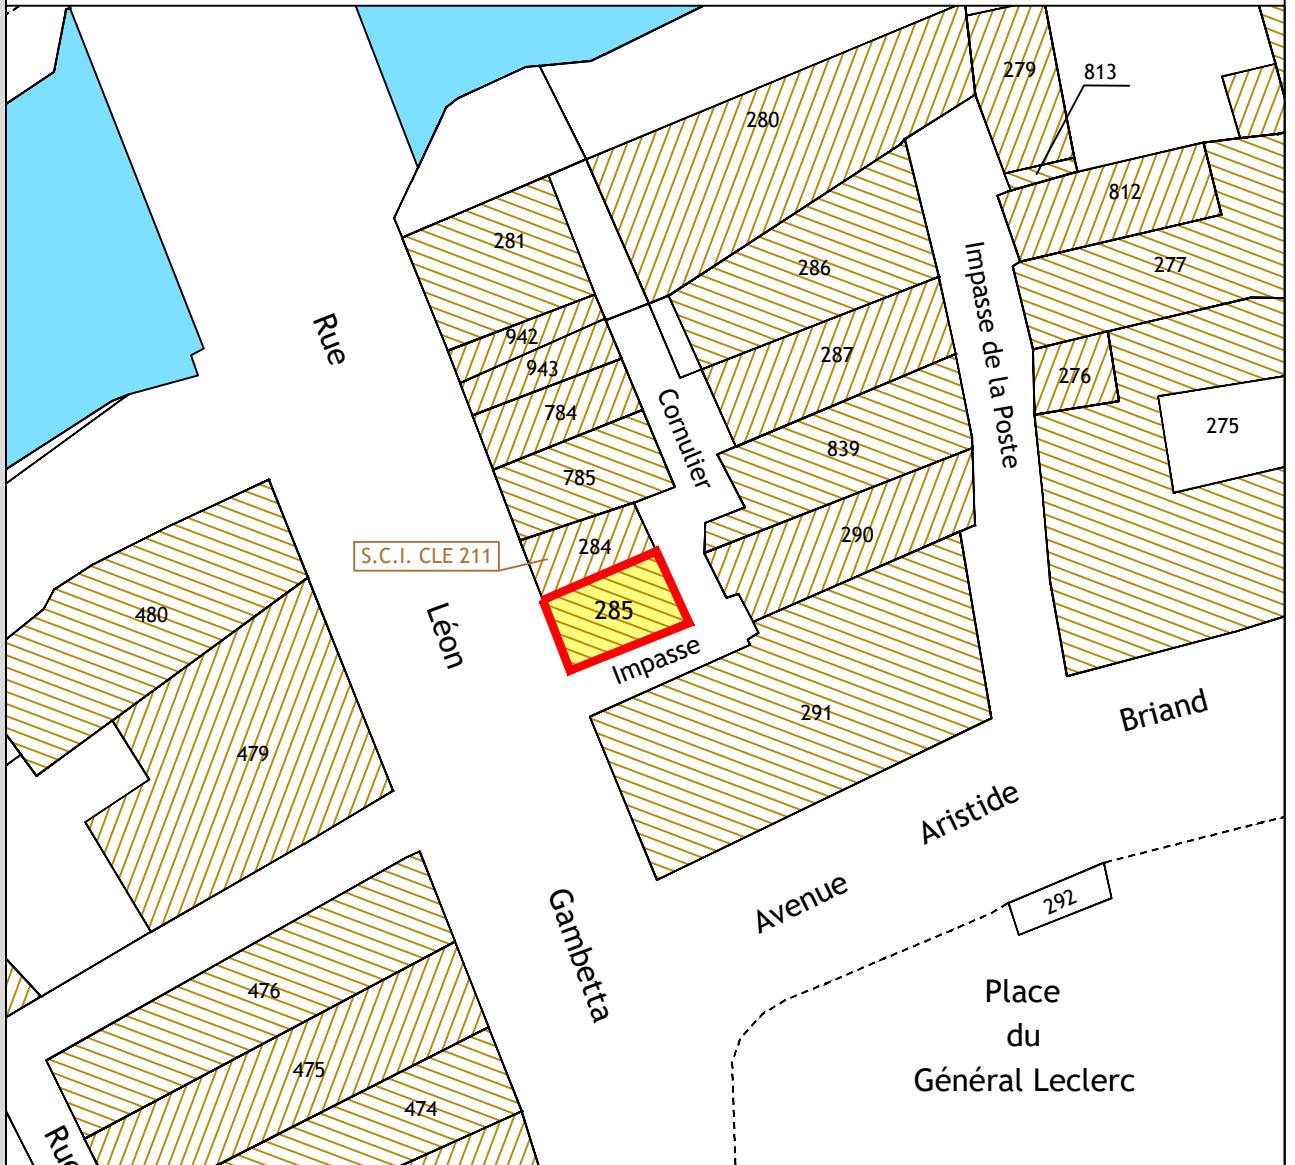 279
813
280
812
281
286
277
Impasse de la Poste
Rue
942
287
943
276
784
Cornulier
275
839
785
290
284
S.C.I. CLE 211
285
480
Léon
Impasse
291
Briand
479
Aristide
Avenue
292
Gambetta
476
Place
du
Général Leclerc
475
474
Rue